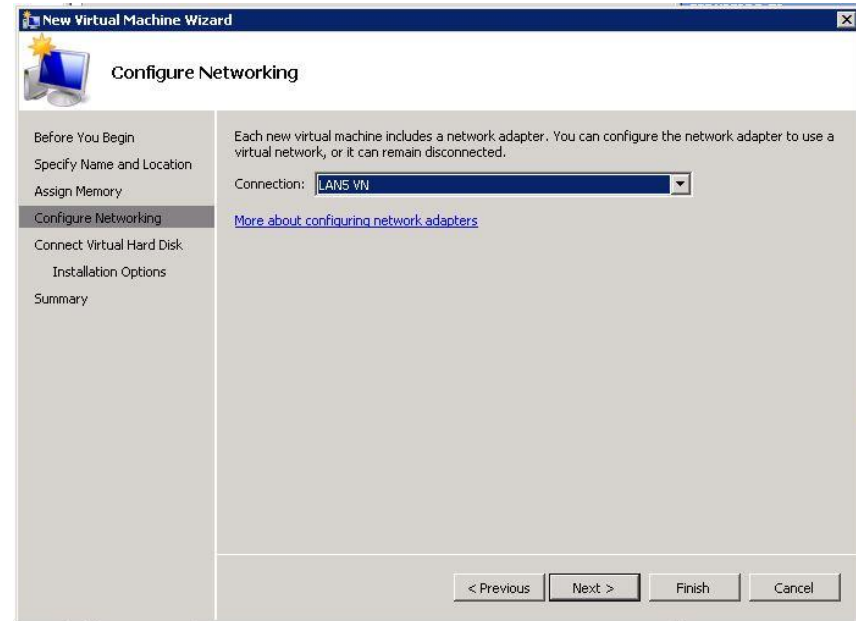 New Virtual Machine Wizard
Configure Networking
Before You Begin
Specify Name and Location
Assign Memory
Configure Networking
Connect Virtual Hard Disk
Installation Options
Summary
Each new virtual machine includes a network adapter. You can configure the network adapter to use a
virtual network, or it can remain disconnected.
Connection: LAN5 VN
More about configuring network adapters
< Previous
Next >
Finish
Cancel